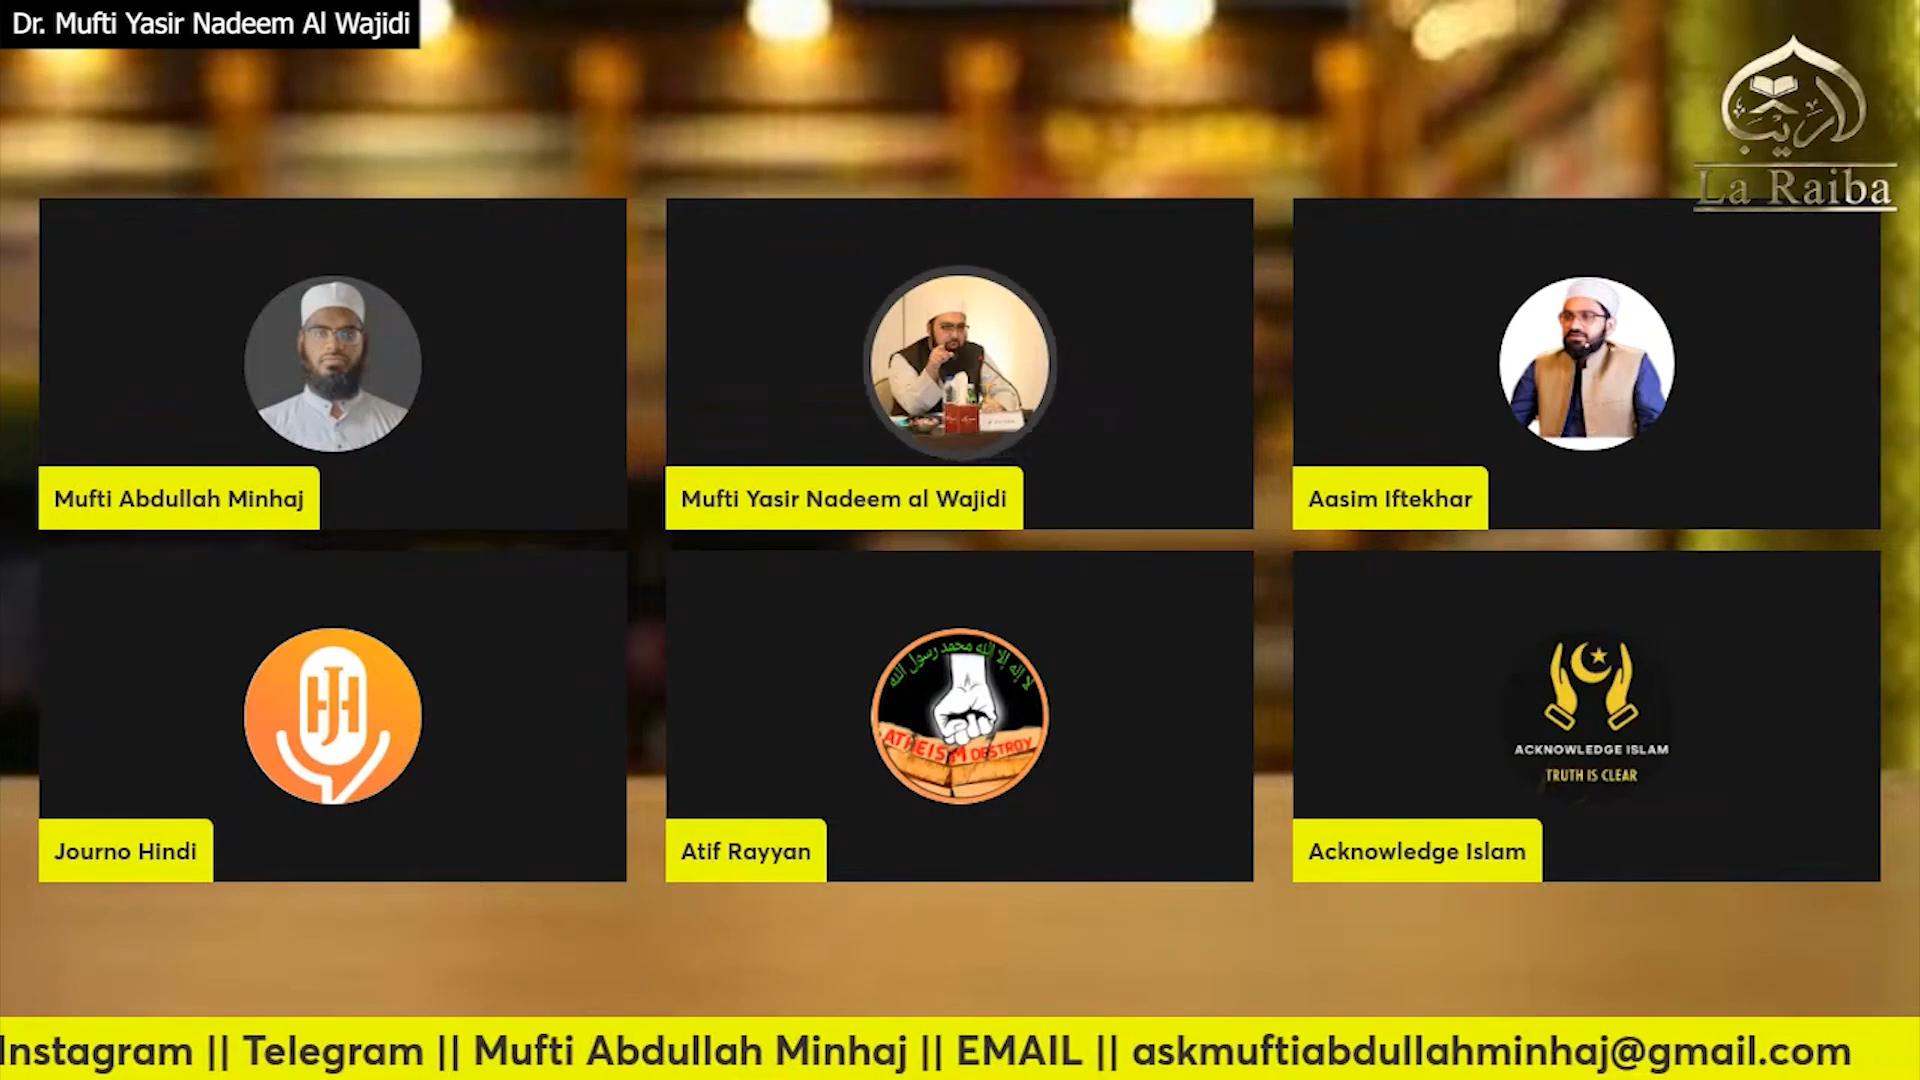 Dr. Mufti Yasir Nadeem Al Wajidi
لاريب
La Raiba
Mufti Abdullah Minhaj
Mufti Yasir Nadeem al Wajidi
Aasim Iftekhar
JH
لا إله إلا الله محمد رسول الله
ATHEISM DESTROY
ACKNOWLEDGE ISLAM
TRUTH IS CLEAR
Journo Hindi
Atif Rayyan
Acknowledge Islam
Instagram || Telegram || Mufti Abdullah Minhaj || EMAIL || askmuftiabdullahminhaj@gmail.com